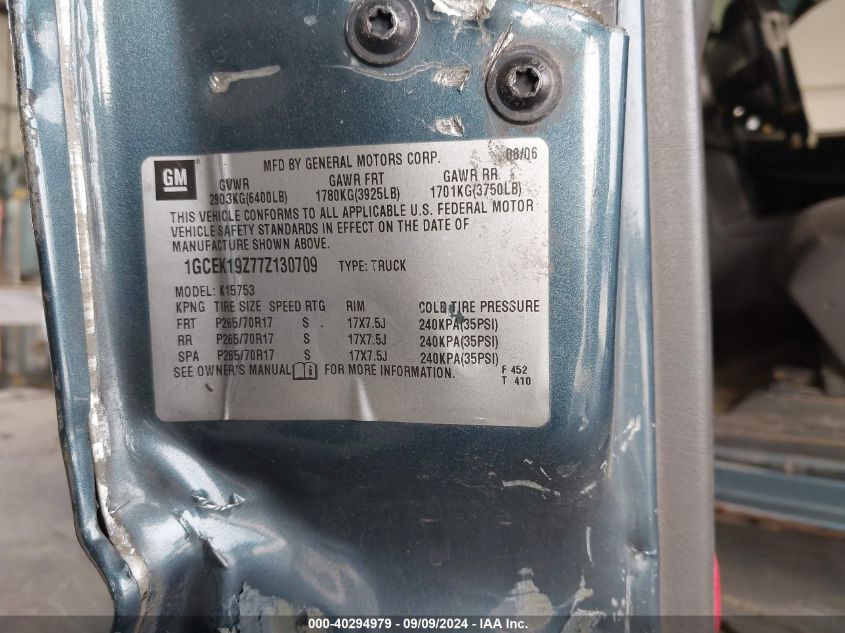 GM
MFD BY GENERAL MOTORS CORP. 06/06
GVWR GAWR FRT GAWR RR
2903KG(6400LB) 1780KG(3925LB) 1701KG(3750LB)
THIS VEHICLE CONFORMS TO ALL APPLICABLE U.S. FEDERAL MOTOR
VEHICLE SAFETY STANDARDS IN EFFECT ON THE DATE OF
MANUFACTURE SHOWN ABOVE.
1GCEK19Z77Z130709 TYPE: TRUCK
MODEL: K15753
KPNG TIRE SIZE SPEED RTG RIM COLD TIRE PRESSURE
FRT P265/70R17 S 17X7.5J 240KPA(35PSI)
RR P265/70R17 S 17X7.5J 240KPA(35PSI)
SPA P265/70R17 S 17X7.5J 240KPA(35PSI)
SEE OWNER'S MANUAL FOR MORE INFORMATION. F 452
T 410
000-40294979 - 09/09/2024 - IAA Inc.